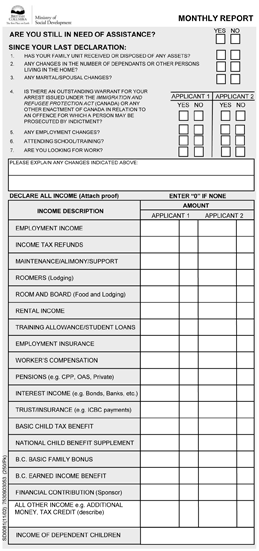 BRITISH
COLUMBIA
Ministry of
Social Development
MONTHLY REPORT
ARE YOU STILL IN NEED OF ASSISTANCE?
YES NO
SINCE YOUR LAST DECLARATION:
1. HAS YOUR FAMILY UNIT RECEIVED OR DISPOSED OF ANY ASSETS?
2. ANY CHANGES IN THE NUMBER OF DEPENDANTS OR OTHER PERSONS
LIVING IN THE HOME?
3. ANY MARITAL/SPOUSAL CHANGES?
4. IS THERE AN OUTSTANDING WARRANT FOR YOUR
ARREST ISSUED UNDER THE IMMIGRATION AND
REFUGEE PROTECTION ACT (CANADA) OR ANY
OTHER ENACTMENT OF CANADA IN RELATION TO
AN OFFENCE FOR WHICH A PERSON MAY BE
PROSECUTED BY INDICTMENT?
APPLICANT 1 APPLICANT 2
YES NO YES NO
5. ANY EMPLOYMENT CHANGES?
6. ATTENDING SCHOOL/TRAINING?
7. ARE YOU LOOKING FOR WORK?
PLEASE EXPLAIN ANY CHANGES INDICATED ABOVE:
DECLARE ALL INCOME (Attach proof) ENTER "0" IF NONE
INCOME DESCRIPTION
AMOUNT
APPLICANT 1 APPLICANT 2
EMPLOYMENT INCOME
INCOME TAX REFUNDS
MAINTENANCE/ALIMONY/SUPPORT
ROOMERS (Lodging)
ROOM AND BOARD (Food and Lodging)
RENTAL INCOME
TRAINING ALLOWANCE/STUDENT LOANS
EMPLOYMENT INSURANCE
WORKER'S COMPENSATION
PENSIONS (e.g. CPP, OAS, Private)
INTEREST INCOME (e.g. Bonds, Banks, etc.)
TRUST/INSURANCE (e.g. ICBC payments)
BASIC CHILD TAX BENEFIT
NATIONAL CHILD BENEFIT SUPPLEMENT
B.C. BASIC FAMILY BONUS
B.C. EARNED INCOME BENEFIT
FINANCIAL CONTRIBUTION (Sponsor)
ALL OTHER INCOME e.g. ADDITIONAL
MONEY, TAX CREDIT (describe)
INCOME OF DEPENDENT CHILDREN